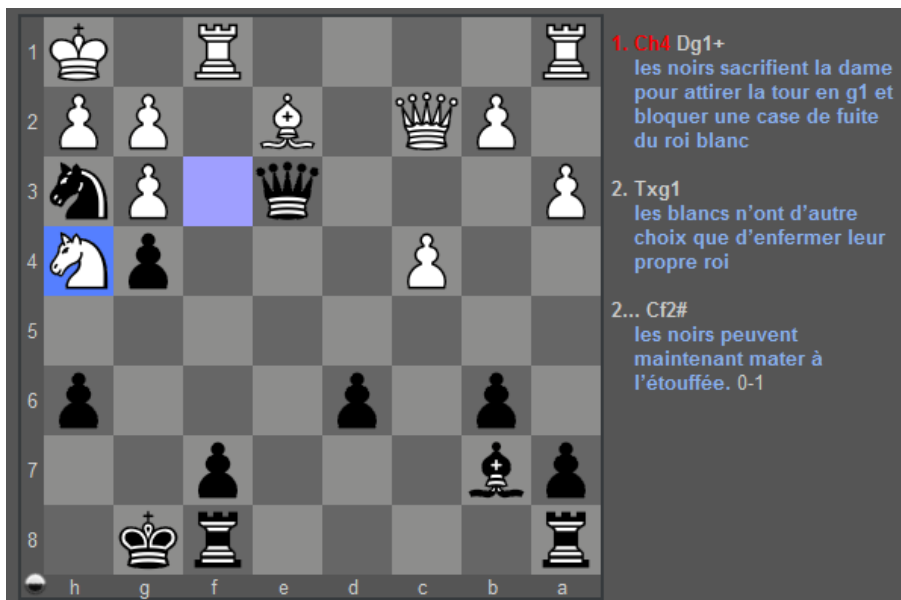 1
2
3
4
5
6
7
8
h g f e d c b a
1. Ch4 Dg1+
les noirs sacrifient la dame
pour attirer la tour en g1 et
bloquer une case de fuite
du roi blanc
2. Txg1
les blancs n’ont d’autre
choix que d’enfermer leur
propre roi
2... Cf2#
les noirs peuvent
maintenant mater à
l’étouffée. 0-1